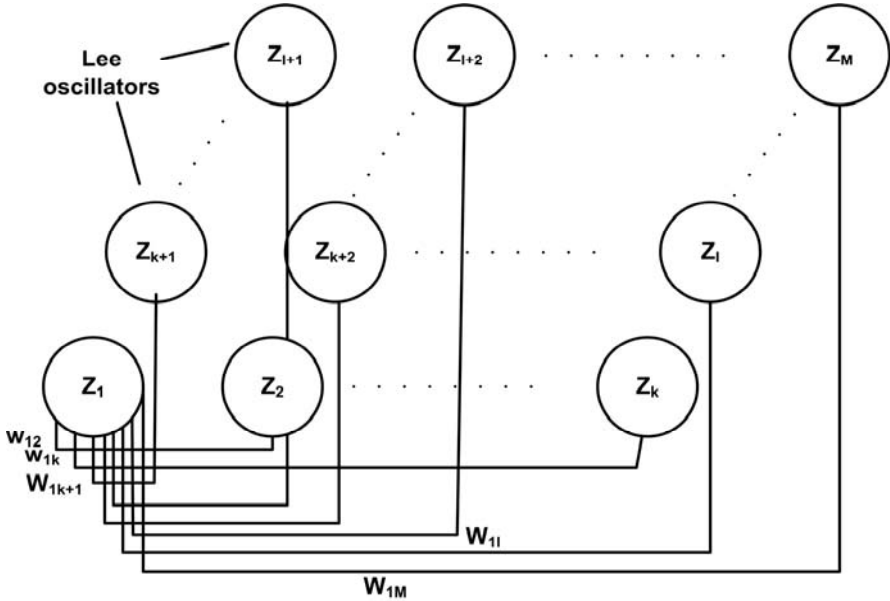 Lee
oscillators
Z_{l+1}
Z_{l+2}
Z_M
Z_{k+1}
Z_{k+2}
Z_l
Z_1
Z_2
Z_k
w_{12}
w_{1k}
W_{1k+1}
W_{1l}
W_{1M}